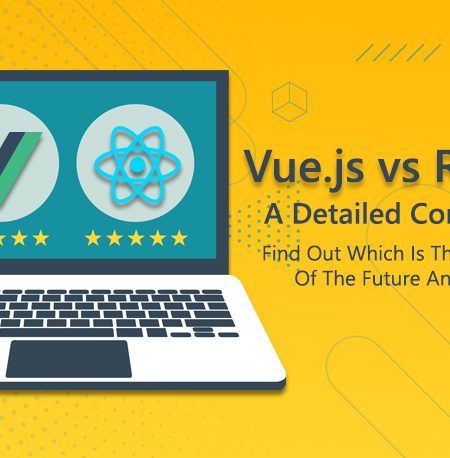 Vue.js vs R
A Detailed Co
Find Out Which Is Th
Of The Future An